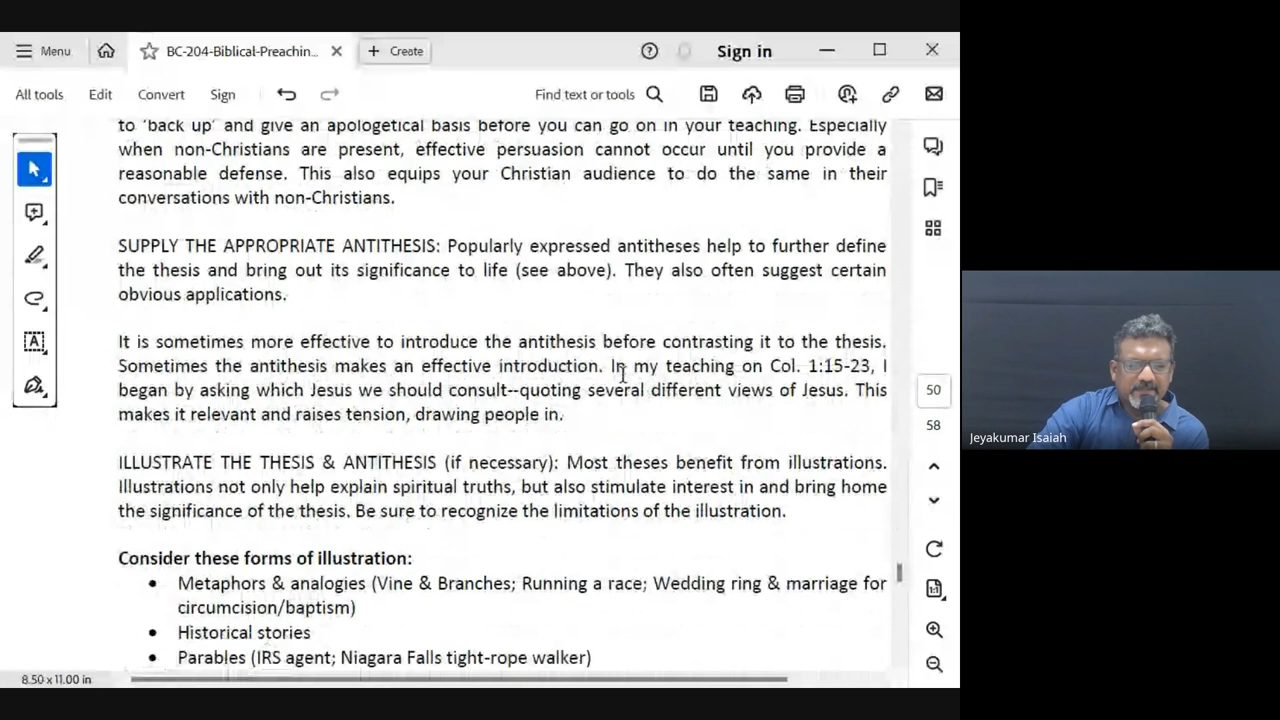 Menu
BC-204-Biblical-Preachin...
Create
Sign in
All tools
Edit
Convert
Sign
Find text or tools
to 'back up' and give an apologetical basis before you can go on in your teaching. Especially
when non-Christians are present, effective persuasion cannot occur until you provide a
reasonable defense. This also equips your Christian audience to do the same in their
conversations with non-Christians.
SUPPLY THE APPROPRIATE ANTITHESIS: Popularly expressed antitheses help to further define
the thesis and bring out its significance to life (see above). They also often suggest certain
obvious applications.
It is sometimes more effective to introduce the antithesis before contrasting it to the thesis.
Sometimes the antithesis makes an effective introduction. In my teaching on Col. 1:15-23, I
began by asking which Jesus we should consult--quoting several different views of Jesus. This
makes it relevant and raises tension, drawing people in.
ILLUSTRATE THE THESIS & ANTITHESIS (if necessary): Most theses benefit from illustrations.
Illustrations not only help explain spiritual truths, but also stimulate interest in and bring home
the significance of the thesis. Be sure to recognize the limitations of the illustration.
Consider these forms of illustration:
• Metaphors & analogies (Vine & Branches; Running a race; Wedding ring & marriage for
circumcision/baptism)
• Historical stories
• Parables (IRS agent; Niagara Falls tight-rope walker)
50
58
1:1
8.50 x 11.00 in
Jeyakumar Isaiah